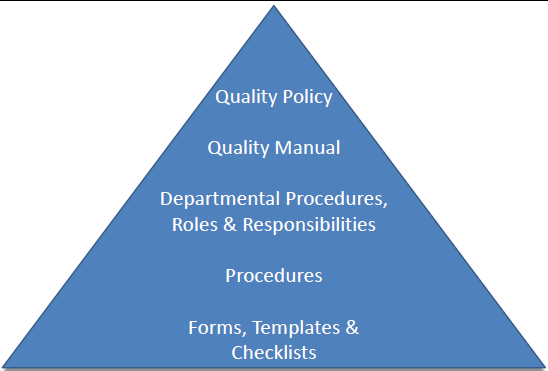 Quality Policy
Quality Manual
Departmental Procedures,
Roles & Responsibilities
Procedures
Forms, Templates &
Checklists